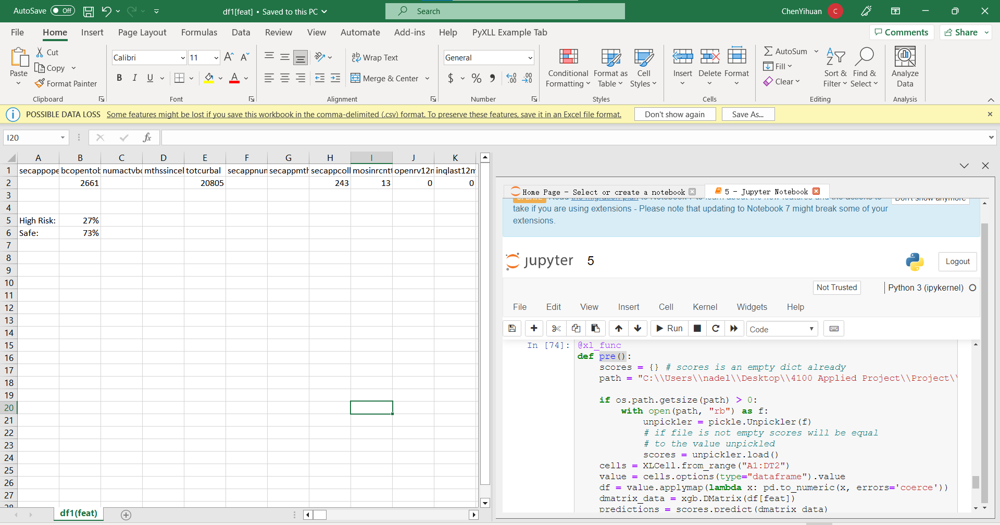 AutoSave Off df1[feat] • Saved to this PC Search ChenYihuan C
File Home Insert Page Layout Formulas Data Review View Automate Add-ins Help PyXLL Example Tab Comments Share
Paste Cut Copy Format Painter Clipboard
Calibri 11 B I U A Font
Wrap Text Merge & Center Alignment
General $ % Number
Conditional Formatting Format as Table Cell Styles Styles
Insert Delete Format Cells
AutoSum Fill Clear Sort & Filter Find & Select Editing
Analyze Data Analysis
POSSIBLE DATA LOSS Some features might be lost if you save this workbook in the comma-delimited (.csv) format. To preserve these features, save it in an Excel file format. Don't show again Save As...
I20 fx
A B C D E F G H I J K
1 secappope bcopentob numactvbc mthssincel totcurbal secappnun secappmth secappcoll mosinrcntt openrv12n inqlast12m
2 2661 20805 243 13 0 0
3
4
5 High Risk: 27%
6 Safe: 73%
7
8
9
10
11
12
13
14
15
16
17
18
19
20
21
22
23
24
25
26
27
28
df1(feat)
Home Page - Select or create a notebook 5 - Jupyter Notebook
take if you are using extensions - Please note that updating to Notebook 7 might break some of your
extensions.
jupyter 5 Logout
Not Trusted Python 3 (ipykernel)
File Edit View Insert Cell Kernel Widgets Help
Run Code
In [74]: @xl_func
def pre():
scores = {} # scores is an empty dict already
path = "C:\\Users\\nadel\\Desktop\\4100 Applied Project\\Project\\
if os.path.getsize(path) > 0:
with open(path, "rb") as f:
unpickler = pickle.Unpickler(f)
# if file is not empty scores will be equal
# to the value unpickled
scores = unpickler.load()
cells = XLCell.from_range("A1:DT2")
value = cells.options(type="dataframe").value
df = value.applymap(lambda x: pd.to_numeric(x, errors='coerce'))
dmatrix_data = xgb.DMatrix(df[feat])
predictions = scores.predict(dmatrix_data)